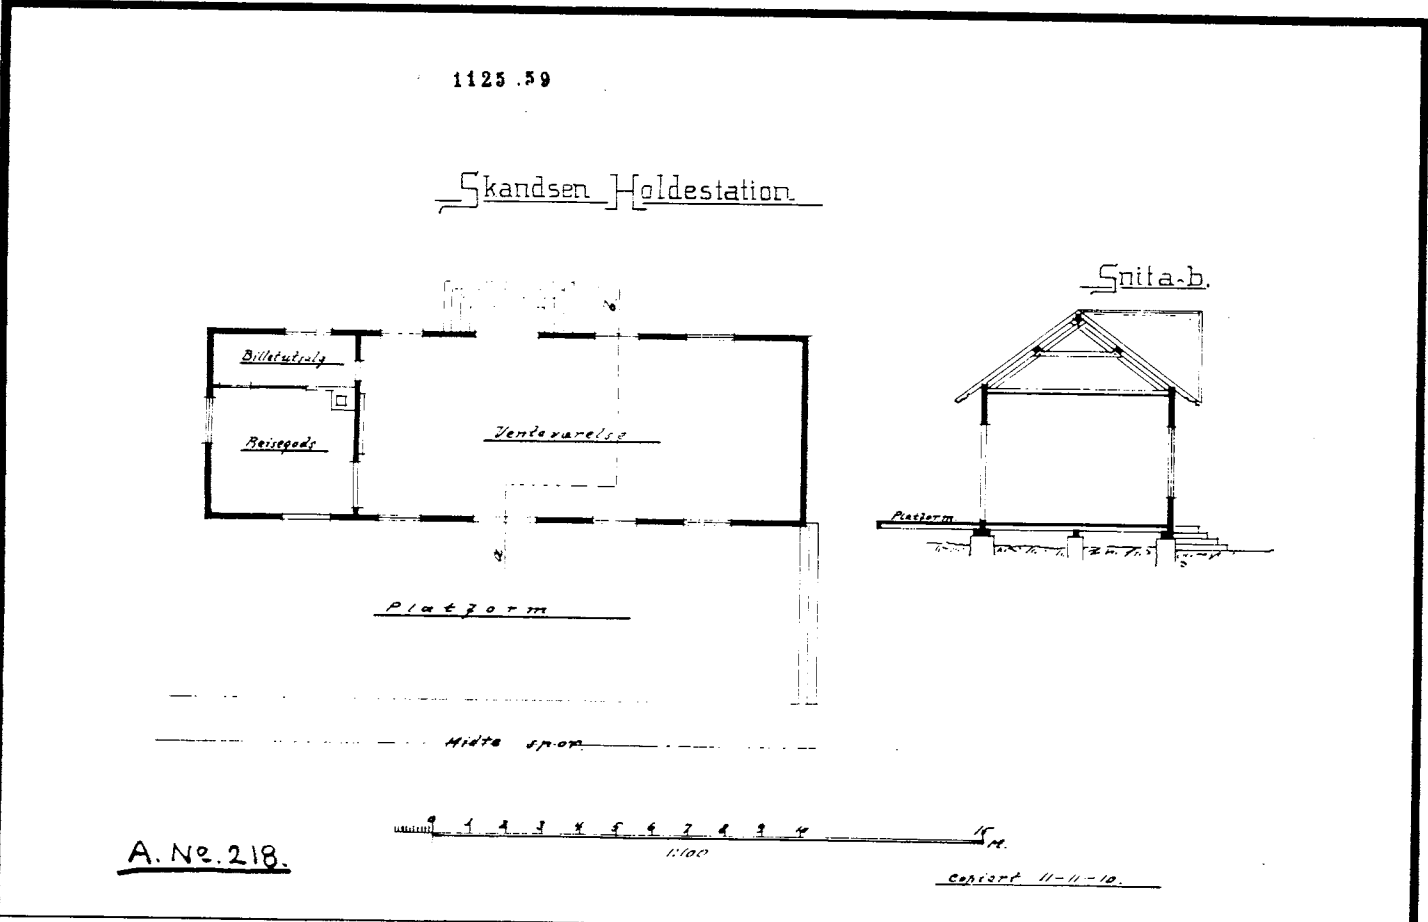 1125.59
Skandsen Holdestation
Snit a-b.
b
Billetutsalg
Reisegods
Venteværelse
Platform
a
Platform
Midte spor
0 1 2 3 4 5 6 7 8 9 10 15 M.
1:100
A. No. 218.
Copiert 11-11-10.